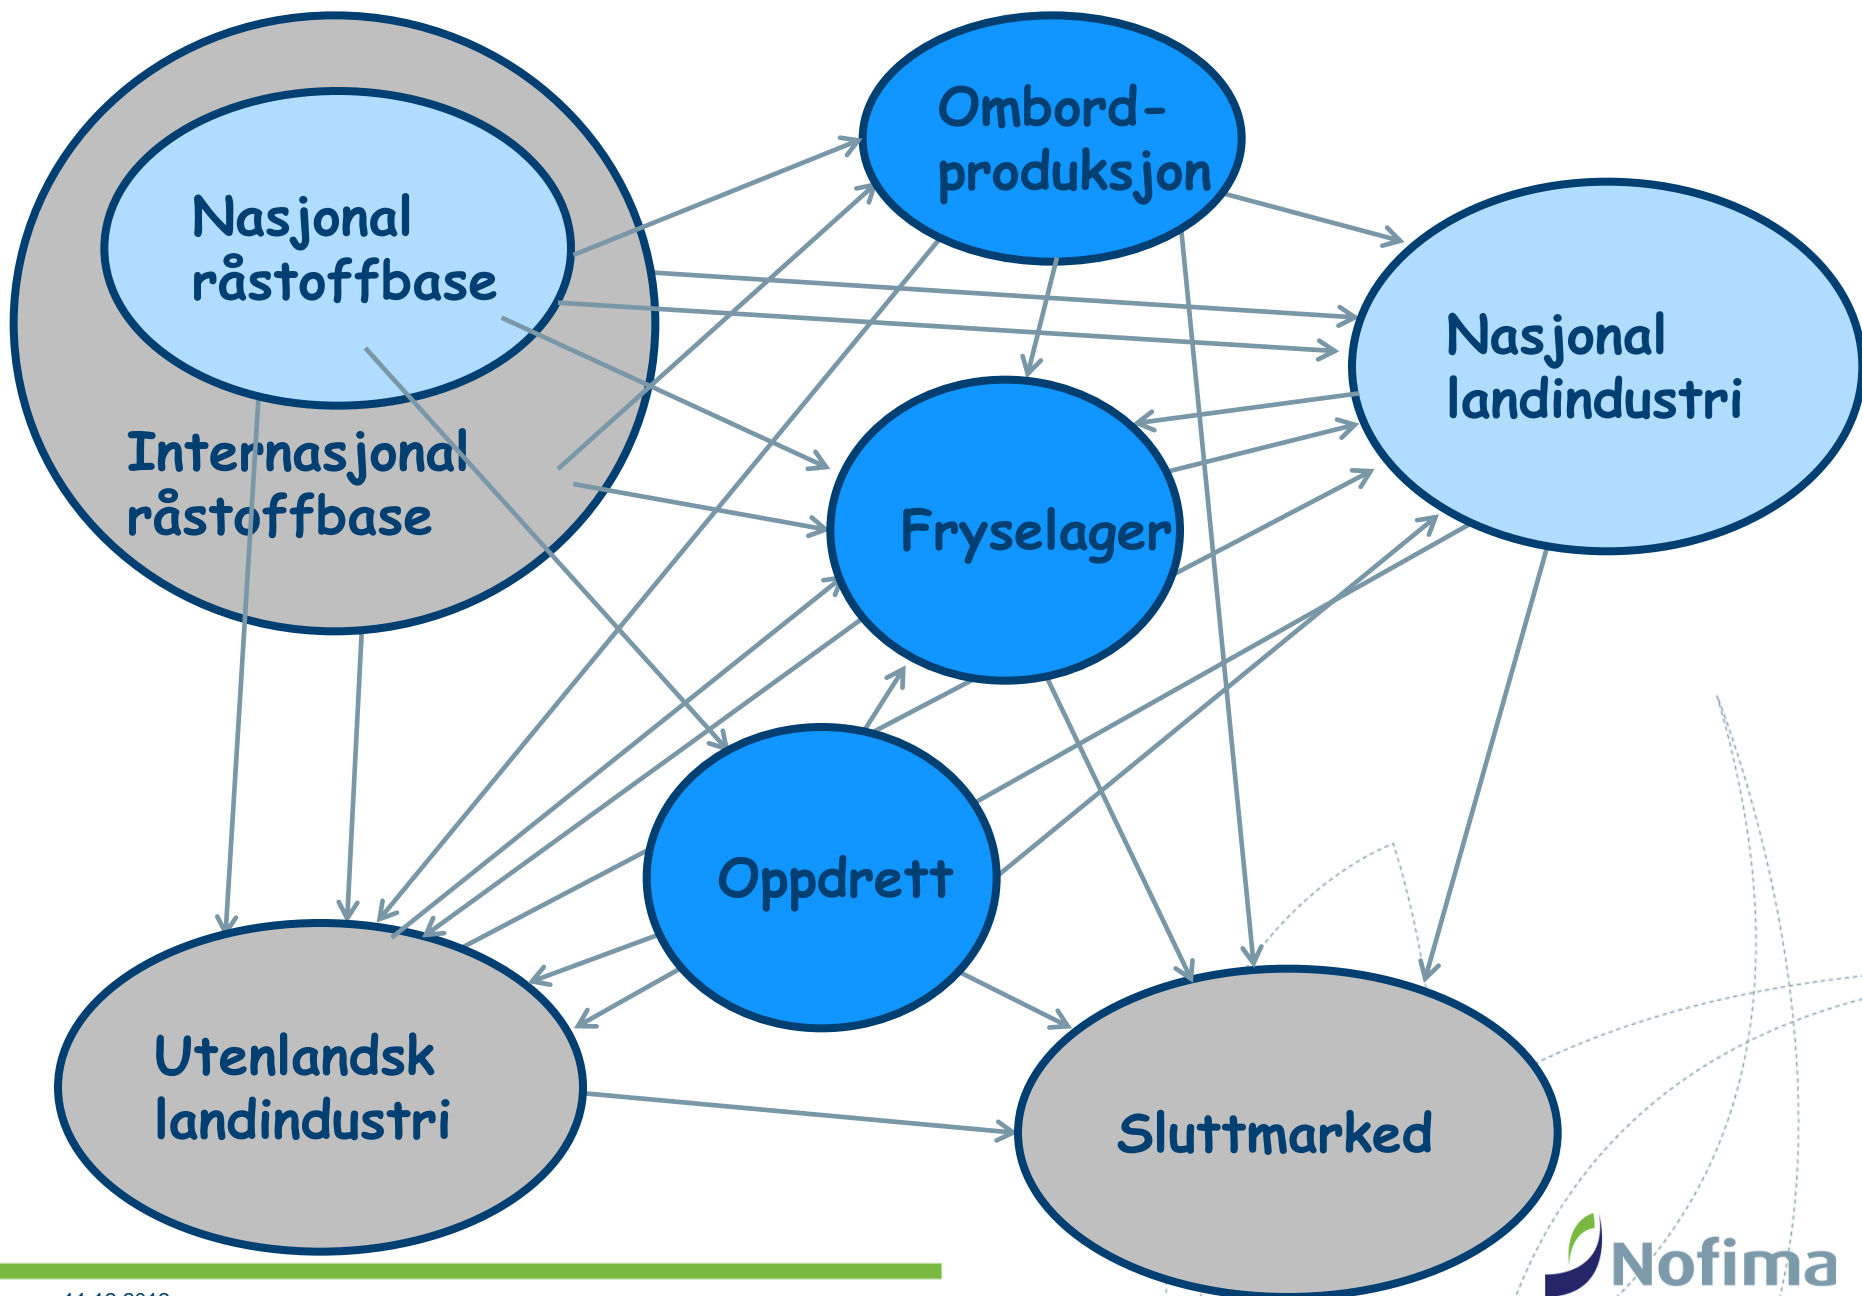 Ombord-
produksjon
Nasjonal
råstoffbase
Nasjonal
landindustri
Internasjonal
råstoffbase
Fryselager
Oppdrett
Utenlandsk
landindustri
Sluttmarked
Nofima